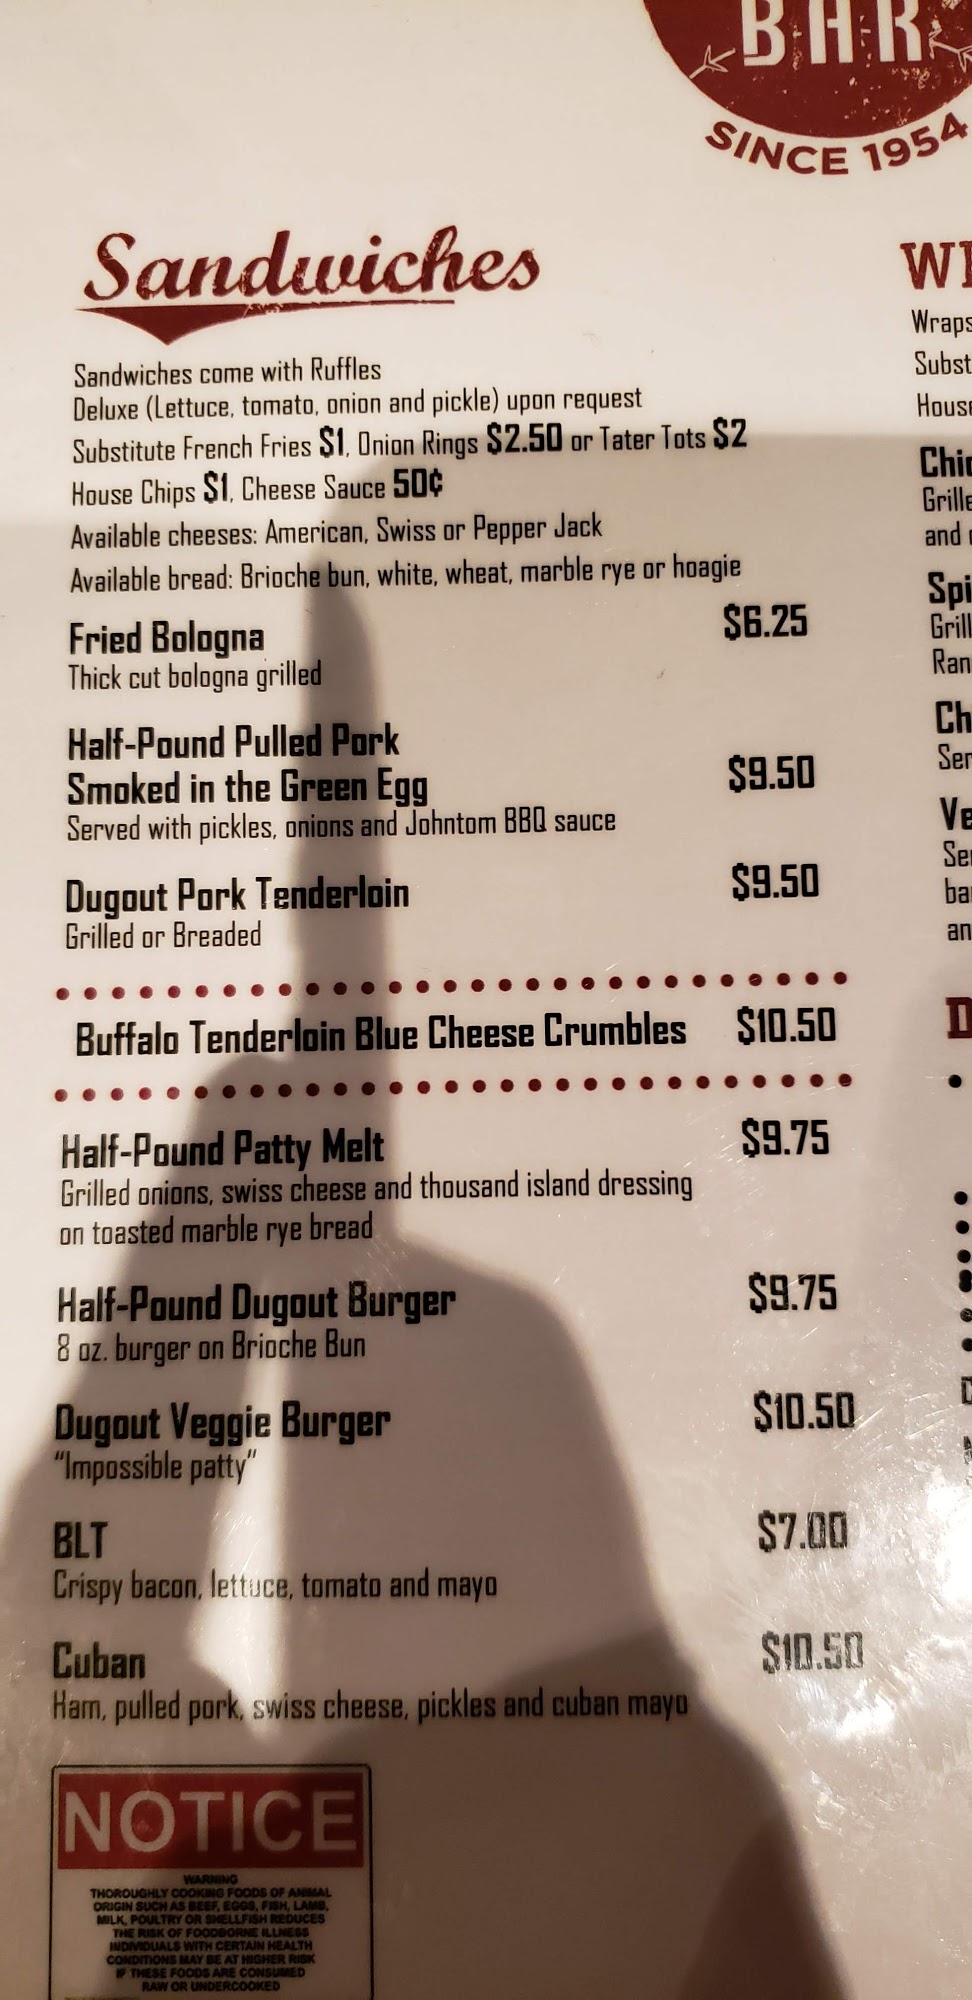 BAR
SINCE 1954
Sandwiches
Sandwiches come with Ruffles
Deluxe (Lettuce, tomato, onion and pickle) upon request
Substitute French Fries $1, Onion Rings $2.50 or Tater Tots $2
House Chips $1, Cheese Sauce 50¢
Available cheeses: American, Swiss or Pepper Jack
Available bread: Brioche bun, white, wheat, marble rye or hoagie
Fried Bologna $6.25
Thick cut bologna grilled
Half-Pound Pulled Pork
Smoked in the Green Egg $9.50
Served with pickles, onions and Johntom BBQ sauce
Dugout Pork Tenderloin $9.50
Grilled or Breaded
Buffalo Tenderloin Blue Cheese Crumbles $10.50
Half-Pound Patty Melt $9.75
Grilled onions, swiss cheese and thousand island dressing
on toasted marble rye bread
Half-Pound Dugout Burger $9.75
8 oz. burger on Brioche Bun
Dugout Veggie Burger $10.50
"Impossible patty"
BLT $7.00
Crispy bacon, lettuce, tomato and mayo
Cuban $10.50
Ham, pulled pork, swiss cheese, pickles and cuban mayo
NOTICE
WARNING
THOROUGHLY COOKING FOODS OF ANIMAL
ORIGIN SUCH AS BEEF, EGGS, FISH, LAMB,
MILK, POULTRY OR SHELLFISH REDUCES
THE RISK OF FOODBORNE ILLNESS
INDIVIDUALS WITH CERTAIN HEALTH
CONDITIONS MAY BE AT HIGHER RISK
IF THESE FOODS ARE CONSUMED
RAW OR UNDERCOOKED
Wraps
Subst
House
and